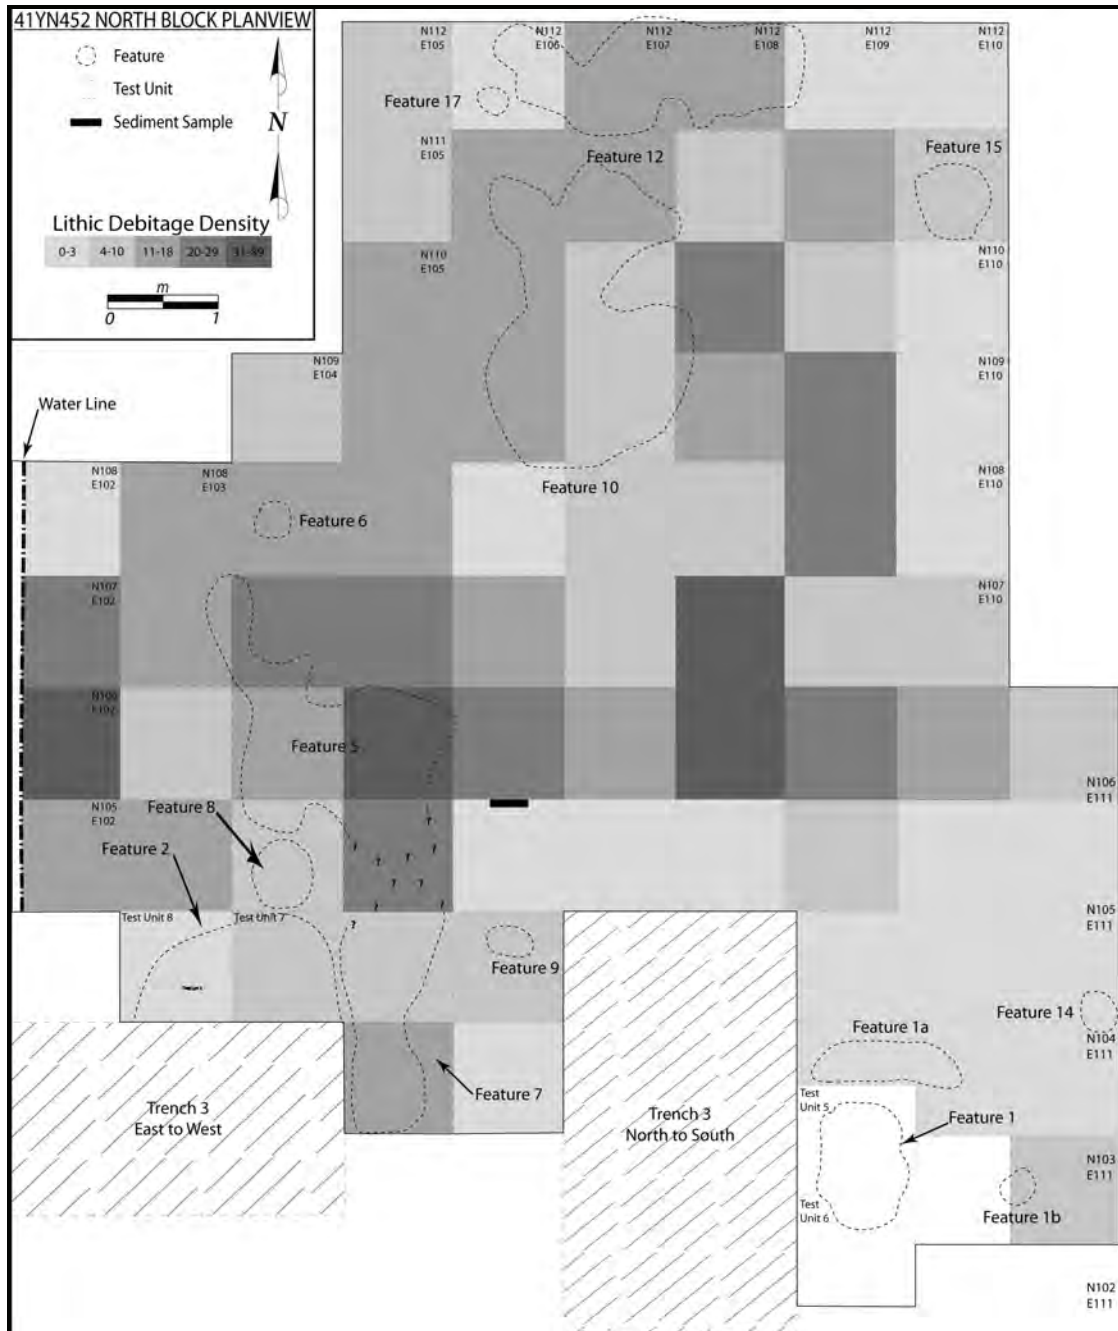 41YN452 NORTH BLOCK PLANVIEW
Feature
Test Unit
Sediment Sample
N
Lithic Debitage Density
0-3 4-10 11-18 20-29 31-89
m
0 1
N112 N112 N112 N112 N112 N112
E105 E106 E107 E108 E109 E110
Feature 17
N111
E105
Feature 12
Feature 15
N110
E105
N110
E110
N109
E104
N109
E110
Water Line
N108
E102
N108
E103
N108
E110
Feature 10
Feature 6
N107
E102
N107
E110
N106
E102
Feature 5
N106
E111
N105
E102
Feature 8
Feature 2
? ? ? ? ? ? ? ? ?
Test Unit 8
Test Unit 7
N105
E111
Feature 9
Feature 14
N104
E111
Feature 1a
Feature 7
Test
Unit 5
Feature 1
Trench 3
East to West
Trench 3
North to South
N103
E111
Test
Unit 6
Feature 1b
N102
E111